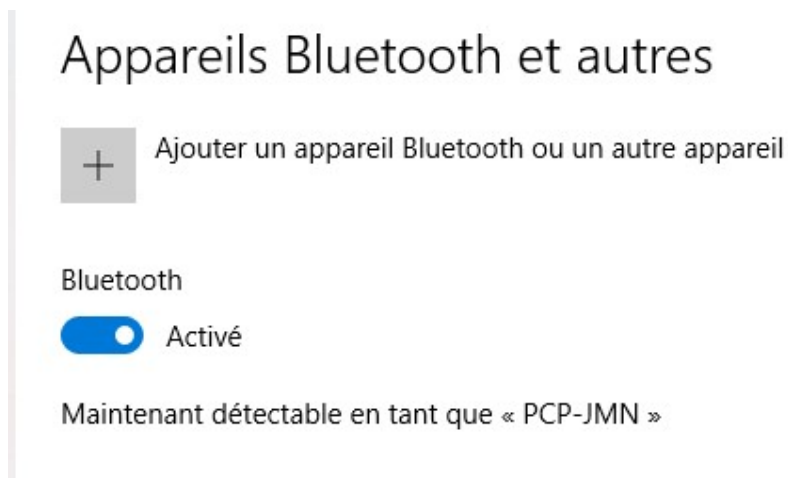 Appareils Bluetooth et autres
Ajouter un appareil Bluetooth ou un autre appareil
Bluetooth
Activé
Maintenant détectable en tant que « PCP-JMN »